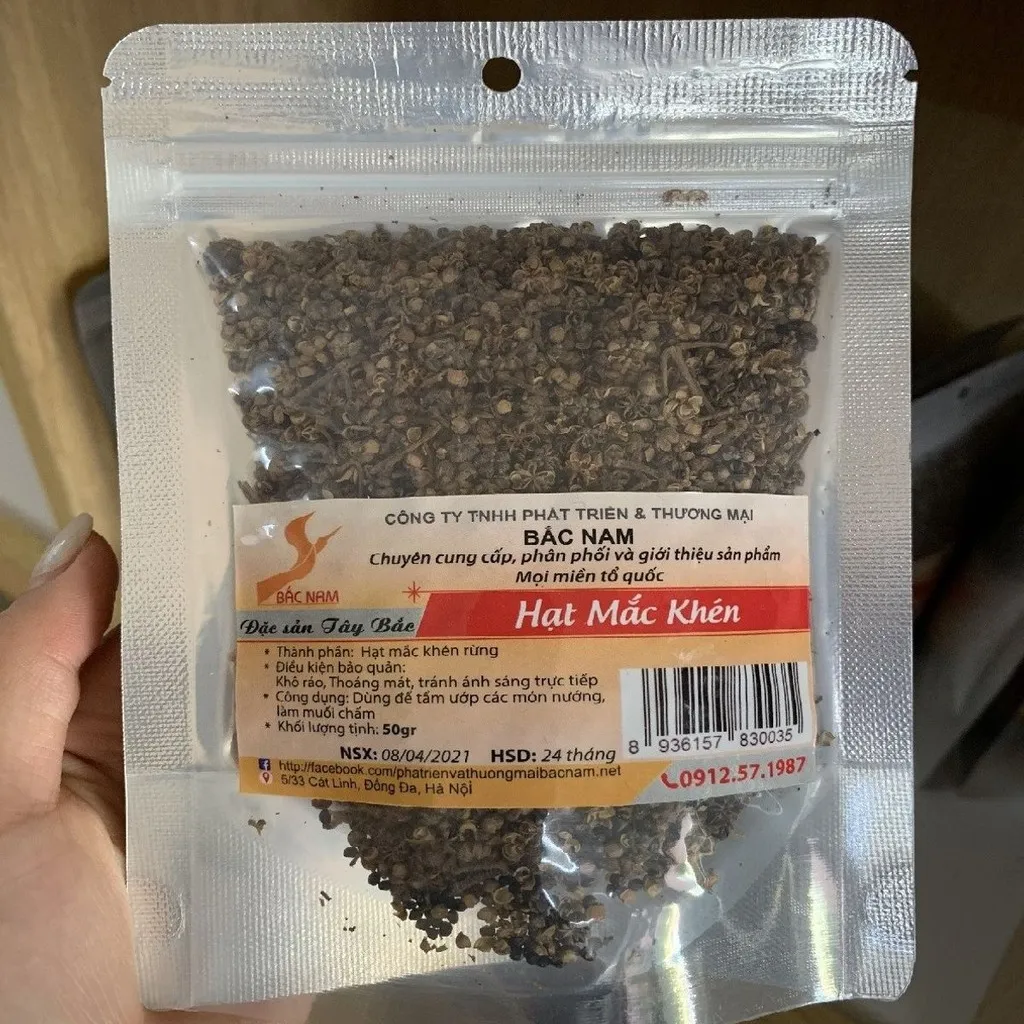 CÔNG TY TNHH PHÁT TRIỂN & THƯƠNG MẠI
BẮC NAM
Chuyên cung cấp, phân phối và giới thiệu sản phẩm
Mọi miền tổ quốc
BẮC NAM
Đặc sản Tây Bắc
Hạt Mắc Khén
* Thành phần: Hạt mắc khén rừng
* Điều kiện bảo quản:
Khô ráo, Thoáng mát, tránh ánh sáng trực tiếp
* Công dụng: Dùng để tẩm ướp các món nướng,
làm muối chấm
* Khối lượng tịnh: 50gr
NSX: 08/04/2021 HSD: 24 tháng
8 936157 830035
http://facebook.com/phatrienvathuongmaibacnam.net
5/33 Cát Linh, Đống Đa, Hà Nội
0912.57.1987